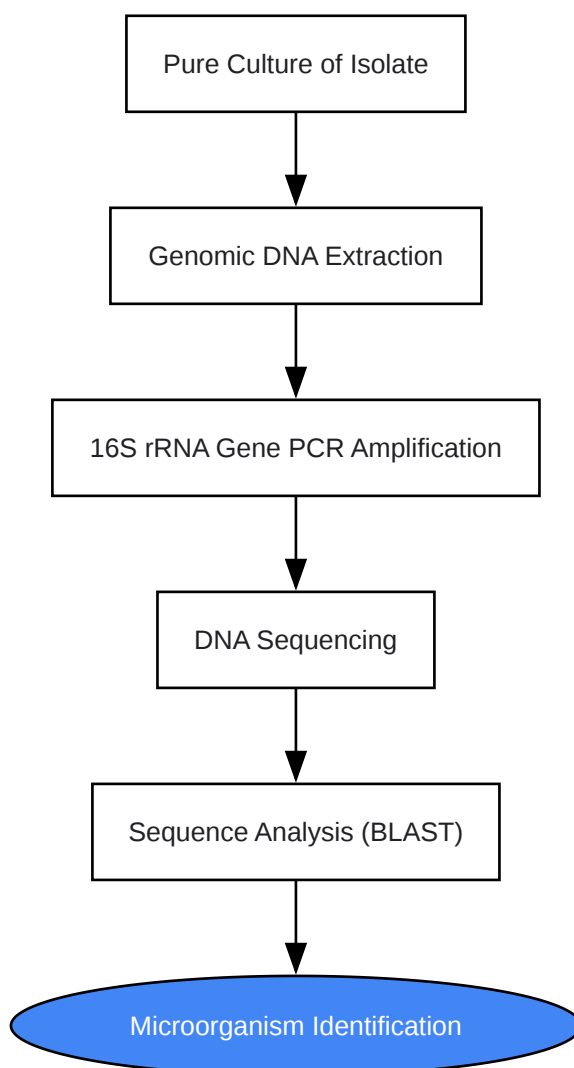 Pure Culture of Isolate
Genomic DNA Extraction
16S rRNA Gene PCR Amplification
DNA Sequencing
Sequence Analysis (BLAST)
Microorganism Identification